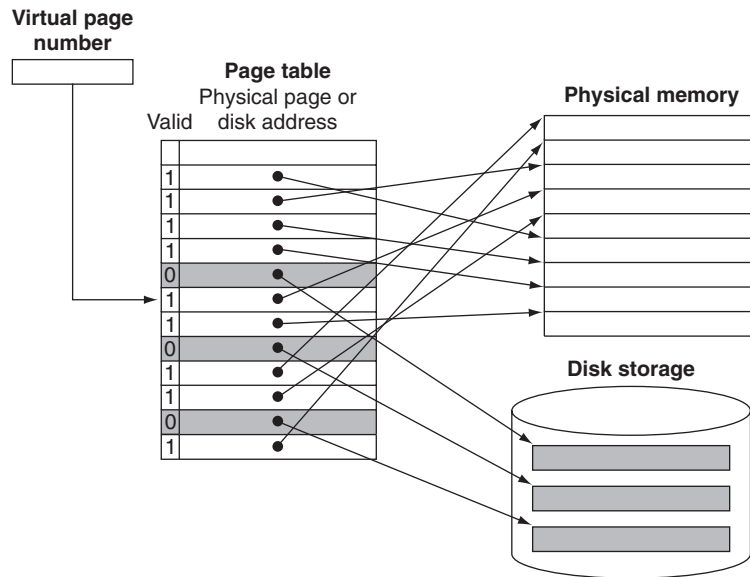 Virtual page
number
Page table
Physical page or
Valid disk address
Physical memory
1
1
1
1
0
1
1
0
1
1
0
1
Disk storage